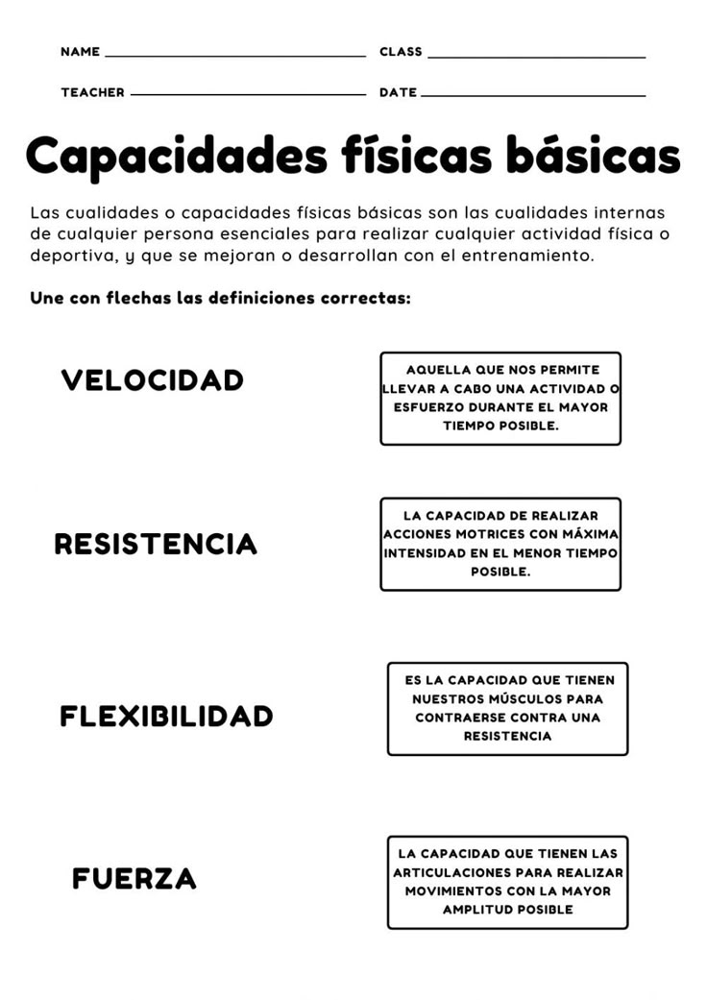 NAME CLASS
TEACHER DATE
Capacidades físicas básicas
Las cualidades o capacidades físicas básicas son las cualidades internas
de cualquier persona esenciales para realizar cualquier actividad física o
deportiva, y que se mejoran o desarrollan con el entrenamiento.
Une con flechas las definiciones correctas:
VELOCIDAD
AQUELLA QUE NOS PERMITE
LLEVAR A CABO UNA ACTIVIDAD O
ESFUERZO DURANTE EL MAYOR
TIEMPO POSIBLE.
RESISTENCIA
LA CAPACIDAD DE REALIZAR
ACCIONES MOTRICES CON MÁXIMA
INTENSIDAD EN EL MENOR TIEMPO
POSIBLE.
FLEXIBILIDAD
ES LA CAPACIDAD QUE TIENEN
NUESTROS MÚSCULOS PARA
CONTRAERSE CONTRA UNA
RESISTENCIA
FUERZA
LA CAPACIDAD QUE TIENEN LAS
ARTICULACIONES PARA REALIZAR
MOVIMIENTOS CON LA MAYOR
AMPLITUD POSIBLE